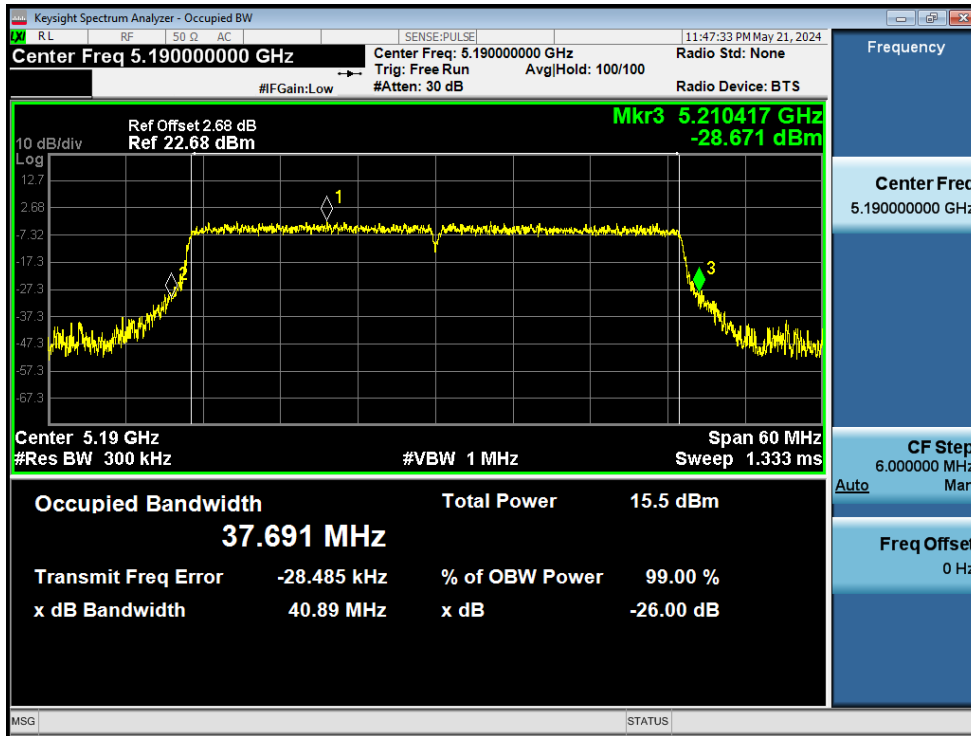 Keysight Spectrum Analyzer - Occupied BW
LXI RL RF 50 Ω AC SENSE:PULSE 11:47:33 PM May 21, 2024
Center Freq 5.190000000 GHz
Center Freq: 5.190000000 GHz
Radio Std: None
Trig: Free Run Avg|Hold: 100/100
#IFGain:Low
#Atten: 30 dB
Radio Device: BTS
Frequency
Mkr3 5.210417 GHz
-28.671 dBm
Ref Offset 2.68 dB
10 dB/div Ref 22.68 dBm
Log
12.7
2.68
-7.32
-17.3
-27.3
-37.3
-47.3
-57.3
-67.3
1
2
3
Center 5.19 GHz Span 60 MHz
#Res BW 300 kHz #VBW 1 MHz Sweep 1.333 ms
Center Freq
5.190000000 GHz
CF Step
6.000000 MHz
Auto Man
Freq Offset
0 Hz
Occupied Bandwidth Total Power 15.5 dBm
37.691 MHz
Transmit Freq Error -28.485 kHz % of OBW Power 99.00 %
x dB Bandwidth 40.89 MHz x dB -26.00 dB
MSG STATUS